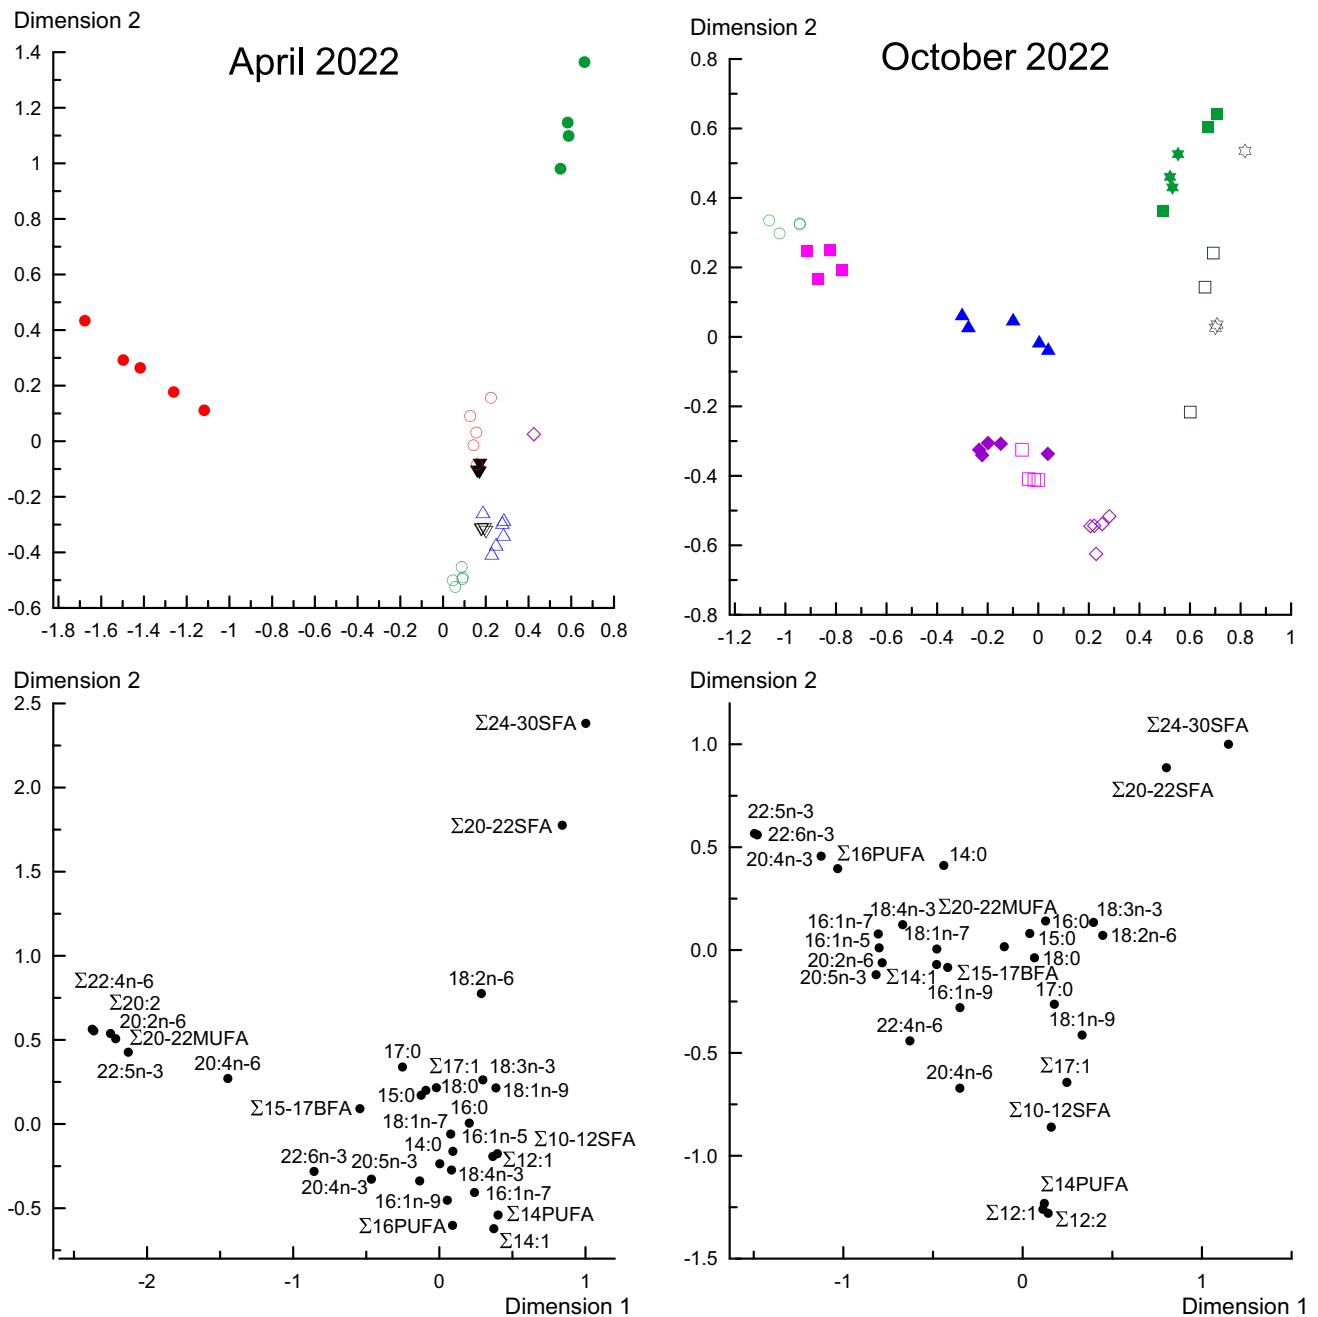 Dimension 2
April 2022
1.4
1.2
1
0.8
0.6
0.4
0.2
0
-0.2
-0.4
-0.6
-1.8
-1.6
-1.4
-1.2
-1
-0.8
-0.6
-0.4
-0.2
0
0.2
0.4
0.6
0.8
Dimension 2
October 2022
0.8
0.6
0.4
0.2
0
-0.2
-0.4
-0.6
-0.8
-1.2
-1
-0.8
-0.6
-0.4
-0.2
0
0.2
0.4
0.6
0.8
1
Dimension 2
2.5
2.0
1.5
1.0
0.5
0.0
-0.5
Σ24-30SFA
Σ20-22SFA
18:2n-6
Σ22:4n-6
Σ20:2
20:2n-6
Σ20-22MUFA
22:5n-3
20:4n-6
17:0
Σ17:1
18:3n-3
15:0
18:0
18:1n-9
Σ15-17BFA
16:0
18:1n-7
16:1n-5
Σ10-12SFA
14:0
22:6n-3
20:5n-3
Σ12:1
20:4n-3
18:4n-3
16:1n-9
16:1n-7
Σ16PUFA
Σ14PUFA
Σ14:1
-2
-1
0
1
Dimension 1
Dimension 2
1.0
0.5
0.0
-0.5
-1.0
-1.5
Σ24-30SFA
Σ20-22SFA
22:5n-3
22:6n-3
20:4n-3
Σ16PUFA
14:0
18:4n-3
Σ20-22MUFA
18:3n-3
16:1n-7
16:0
18:1n-7
15:0
18:2n-6
16:1n-5
20:2n-6
18:0
20:5n-3
Σ14:1
Σ15-17BFA
16:1n-9
17:0
22:4n-6
18:1n-9
20:4n-6
Σ17:1
Σ10-12SFA
Σ14PUFA
Σ12:1
Σ12:2
-1
0
1
Dimension 1